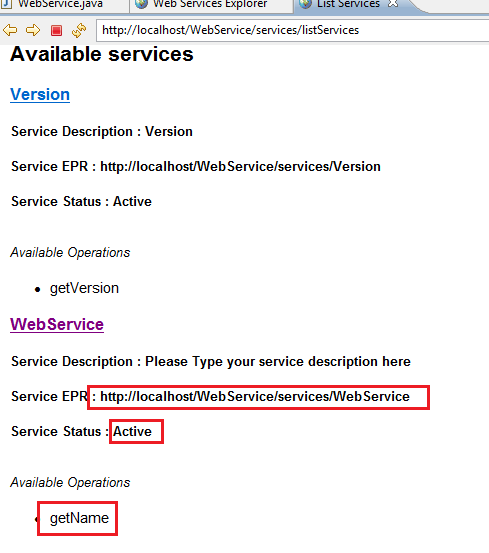 WebService.java
Web Services Explorer
List Services
http://localhost/WebService/services/listServices
Available services
Version
Service Description : Version
Service EPR : http://localhost/WebService/services/Version
Service Status : Active
Available Operations
getVersion
WebService
Service Description : Please Type your service description here
Service EPR : http://localhost/WebService/services/WebService
Service Status : Active
Available Operations
getName